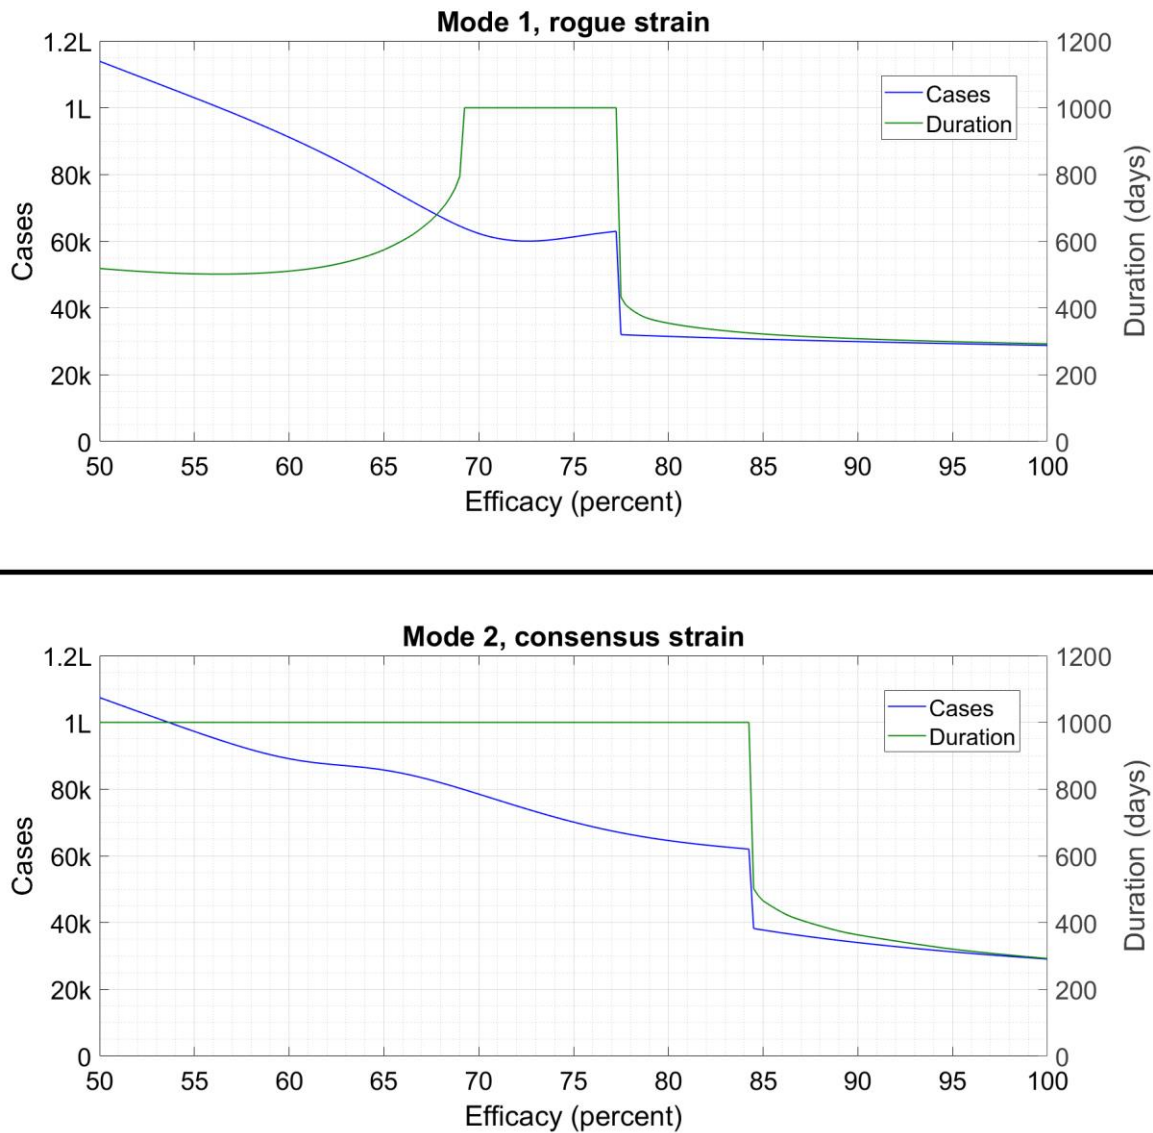 Mode 1, rogue strain
1.2L
1L
80k
60k
40k
20k
0
Cases
1200
1000
800
600
400
200
0
Duration (days)
Cases
Duration
50 55 60 65 70 75 80 85 90 95 100
Efficacy (percent)
Mode 2, consensus strain
1.2L
1L
80k
60k
40k
20k
0
Cases
1200
1000
800
600
400
200
0
Duration (days)
Cases
Duration
50 55 60 65 70 75 80 85 90 95 100
Efficacy (percent)